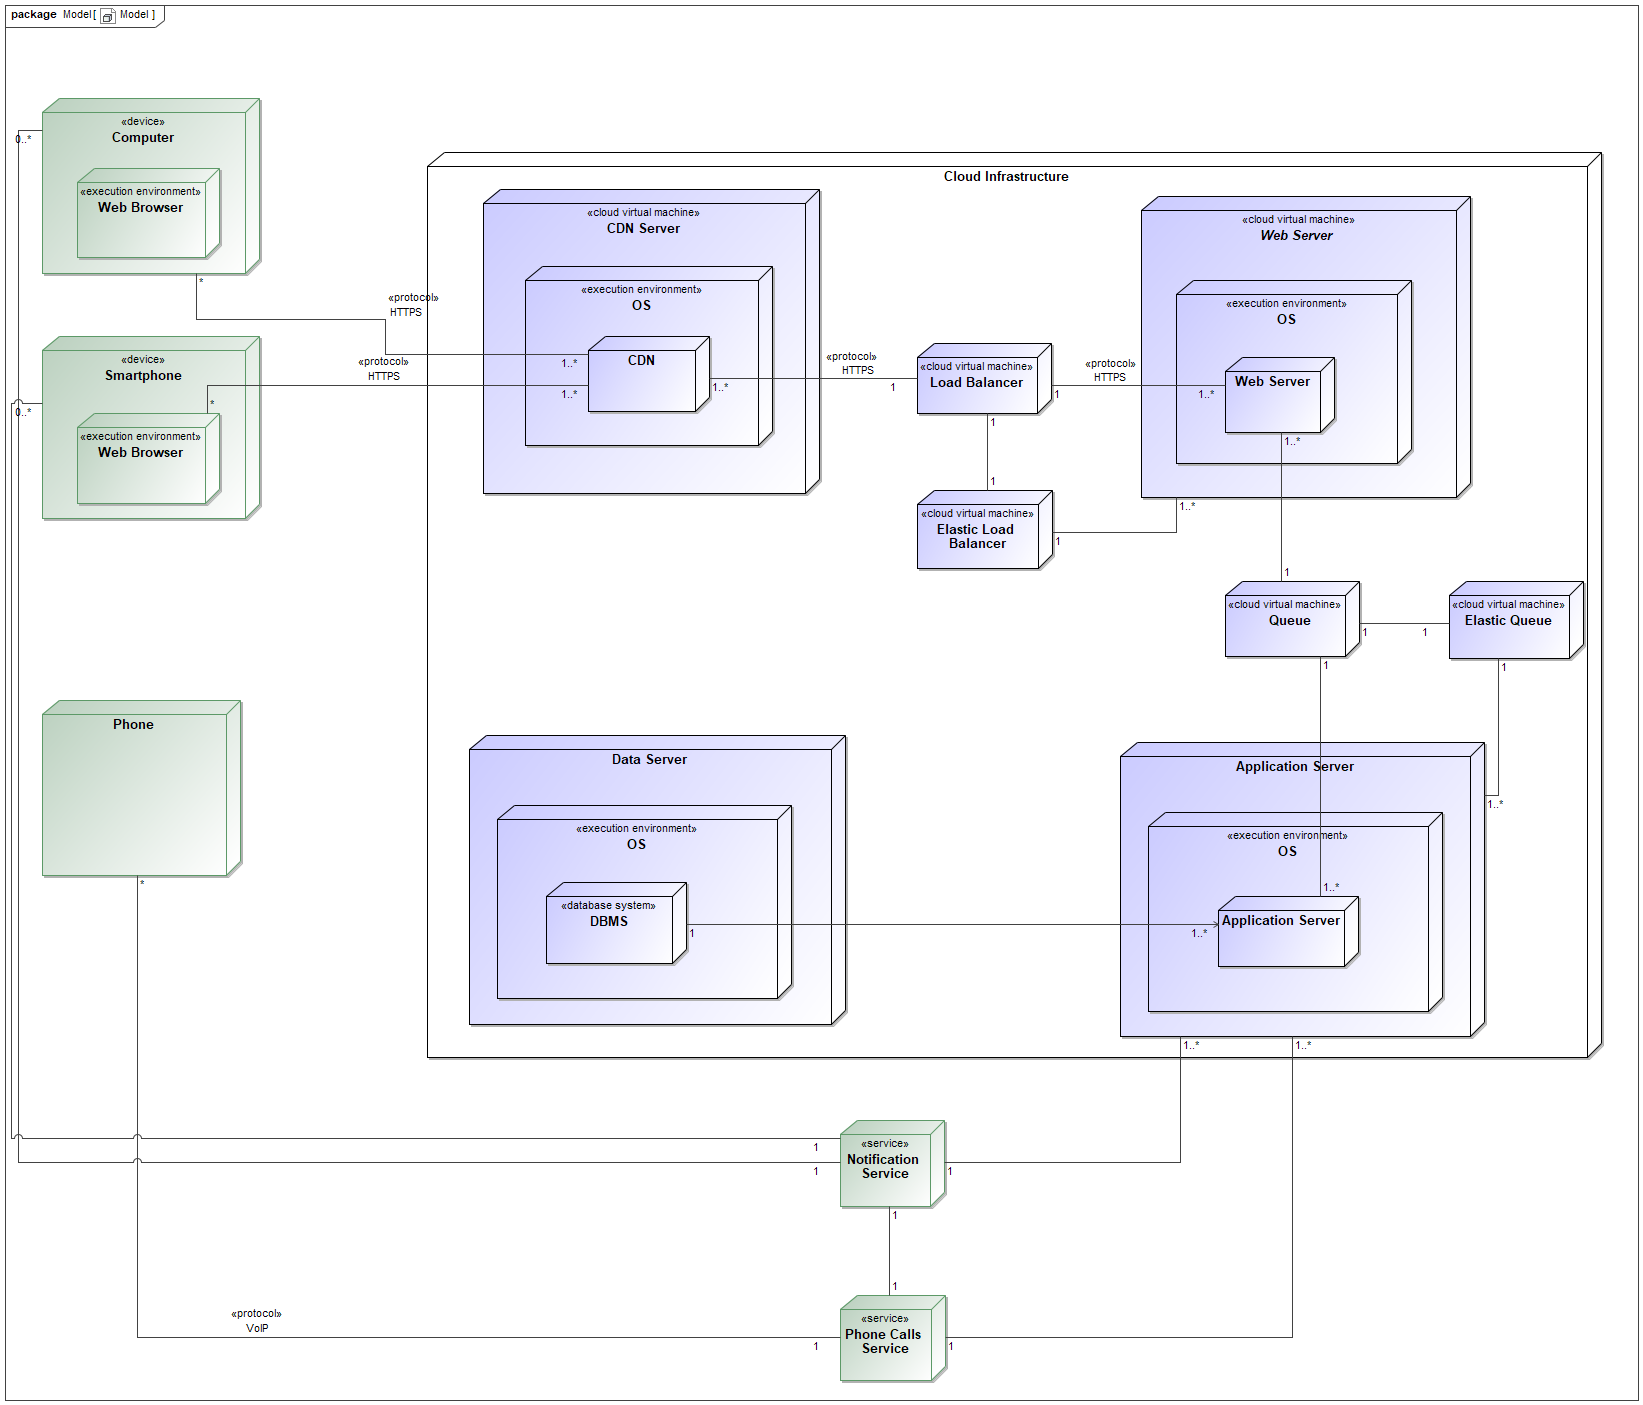 package Model[ Model ]
«device»
Computer
0..*
«execution environment»
Web Browser
*
«protocol»
HTTPS
«device»
Smartphone
0..*
«protocol»
HTTPS
*
«execution environment»
Web Browser
Cloud Infrastructure
«cloud virtual machine»
CDN Server
«execution environment»
OS
CDN
1..*
1..*
1..*
«protocol»
HTTPS
1
«cloud virtual machine»
Load Balancer
1
1
«protocol»
HTTPS
1..*
«cloud virtual machine»
Web Server
«execution environment»
OS
Web Server
1..*
1
«cloud virtual machine»
Elastic Load
Balancer
1
1..*
1
«cloud virtual machine»
Queue
1
1
1
«cloud virtual machine»
Elastic Queue
1
1..*
Phone
*
Data Server
«execution environment»
OS
«database system»
DBMS
1
Application Server
«execution environment»
OS
1..*
1..*
Application Server
1..*
1..*
1
1
«service»
Notification
Service
1
1
1
«protocol»
VoIP
1
«service»
Phone Calls
Service
1